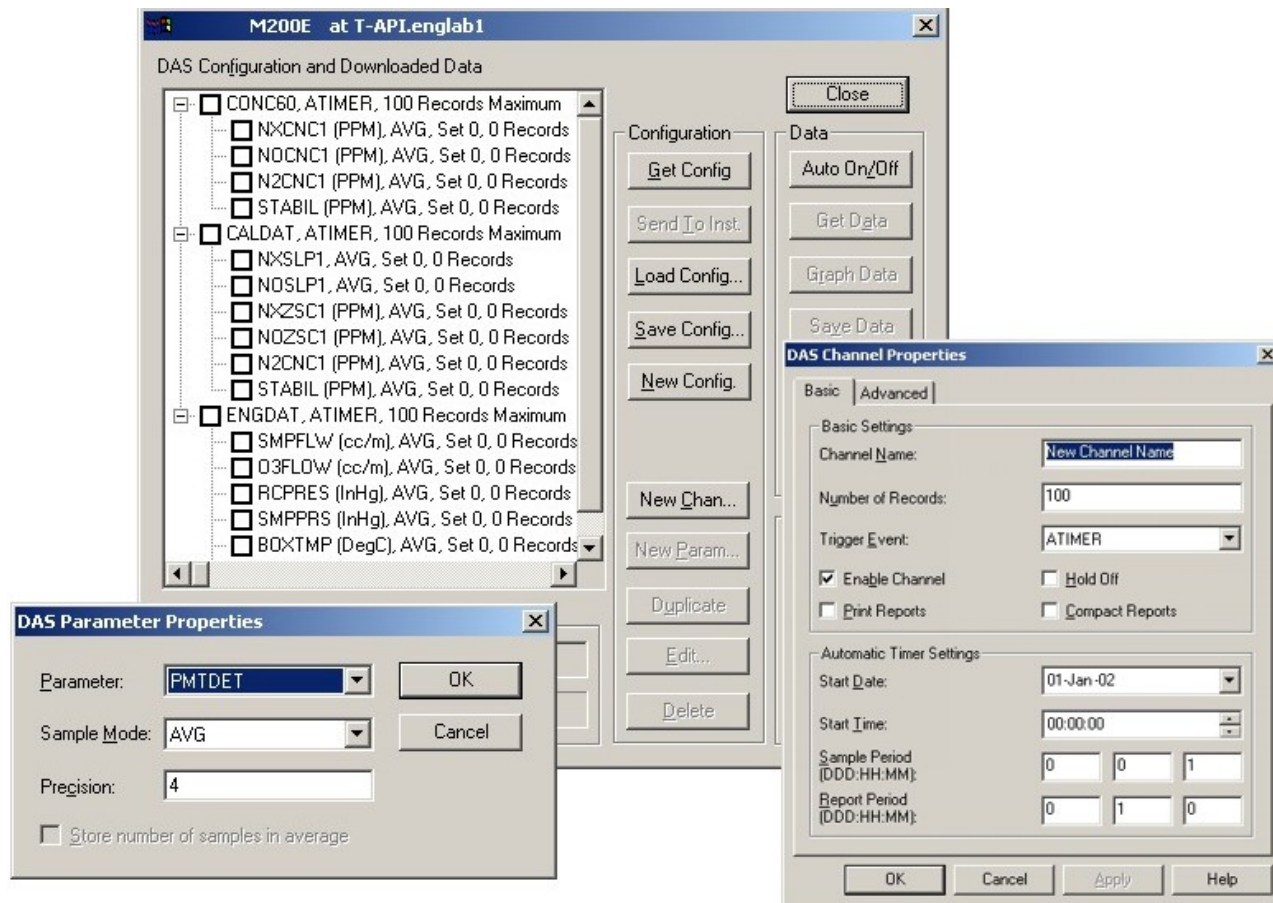 M200E at T-API.englab1
DAS Configuration and Downloaded Data
CONC60, ATIMER, 100 Records Maximum
NXCNC1 (PPM), AVG, Set 0, 0 Records
NOCNC1 (PPM), AVG, Set 0, 0 Records
N2CNC1 (PPM), AVG, Set 0, 0 Records
STABIL (PPM), AVG, Set 0, 0 Records
CALDAT, ATIMER, 100 Records Maximum
NXSLP1, AVG, Set 0, 0 Records
NOSLP1, AVG, Set 0, 0 Records
NXZSC1 (PPM), AVG, Set 0, 0 Records
NOZSC1 (PPM), AVG, Set 0, 0 Records
N2CNC1 (PPM), AVG, Set 0, 0 Records
STABIL (PPM), AVG, Set 0, 0 Records
ENGDAT, ATIMER, 100 Records Maximum
SMPFLW (cc/m), AVG, Set 0, 0 Records
O3FLOW (cc/m), AVG, Set 0, 0 Records
RCPRES (InHg), AVG, Set 0, 0 Records
SMPPRS (InHg), AVG, Set 0, 0 Records
BOXTMP (DegC), AVG, Set 0, 0 Records
Close
Configuration
Get Config
Send To Inst.
Load Config...
Save Config...
New Config.
New Chan...
New Param...
Duplicate
Edit...
Delete
Data
Auto On/Off
Get Data
Graph Data
Save Data
DAS Parameter Properties
Parameter: PMTDET
OK
Sample Mode: AVG
Cancel
Precision: 4
Store number of samples in average
DAS Channel Properties
Basic Advanced
Basic Settings
Channel Name: New Channel Name
Number of Records: 100
Trigger Event: ATIMER
Enable Channel Hold Off
Print Reports Compact Reports
Automatic Timer Settings
Start Date: 01-Jan-02
Start Time: 00:00:00
Sample Period
(DDD:HH:MM): 0 0 1
Report Period
(DDD:HH:MM): 0 1 0
OK Cancel Apply Help